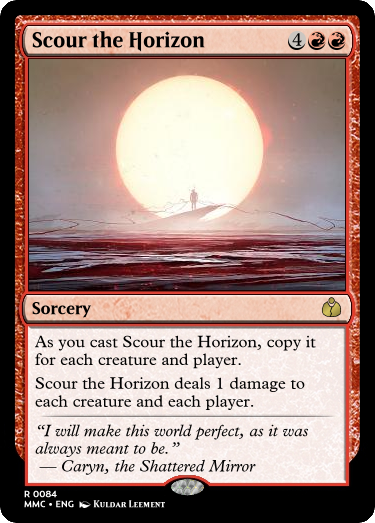 Scour the Horizon 4
Sorcery
As you cast Scour the Horizon, copy it
for each creature and player.
Scour the Horizon deals 1 damage to
each creature and each player.
“I will make this world perfect, as it was
always meant to be.”
— Caryn, the Shattered Mirror
R 0084
MMC • ENG Kuldar Leement